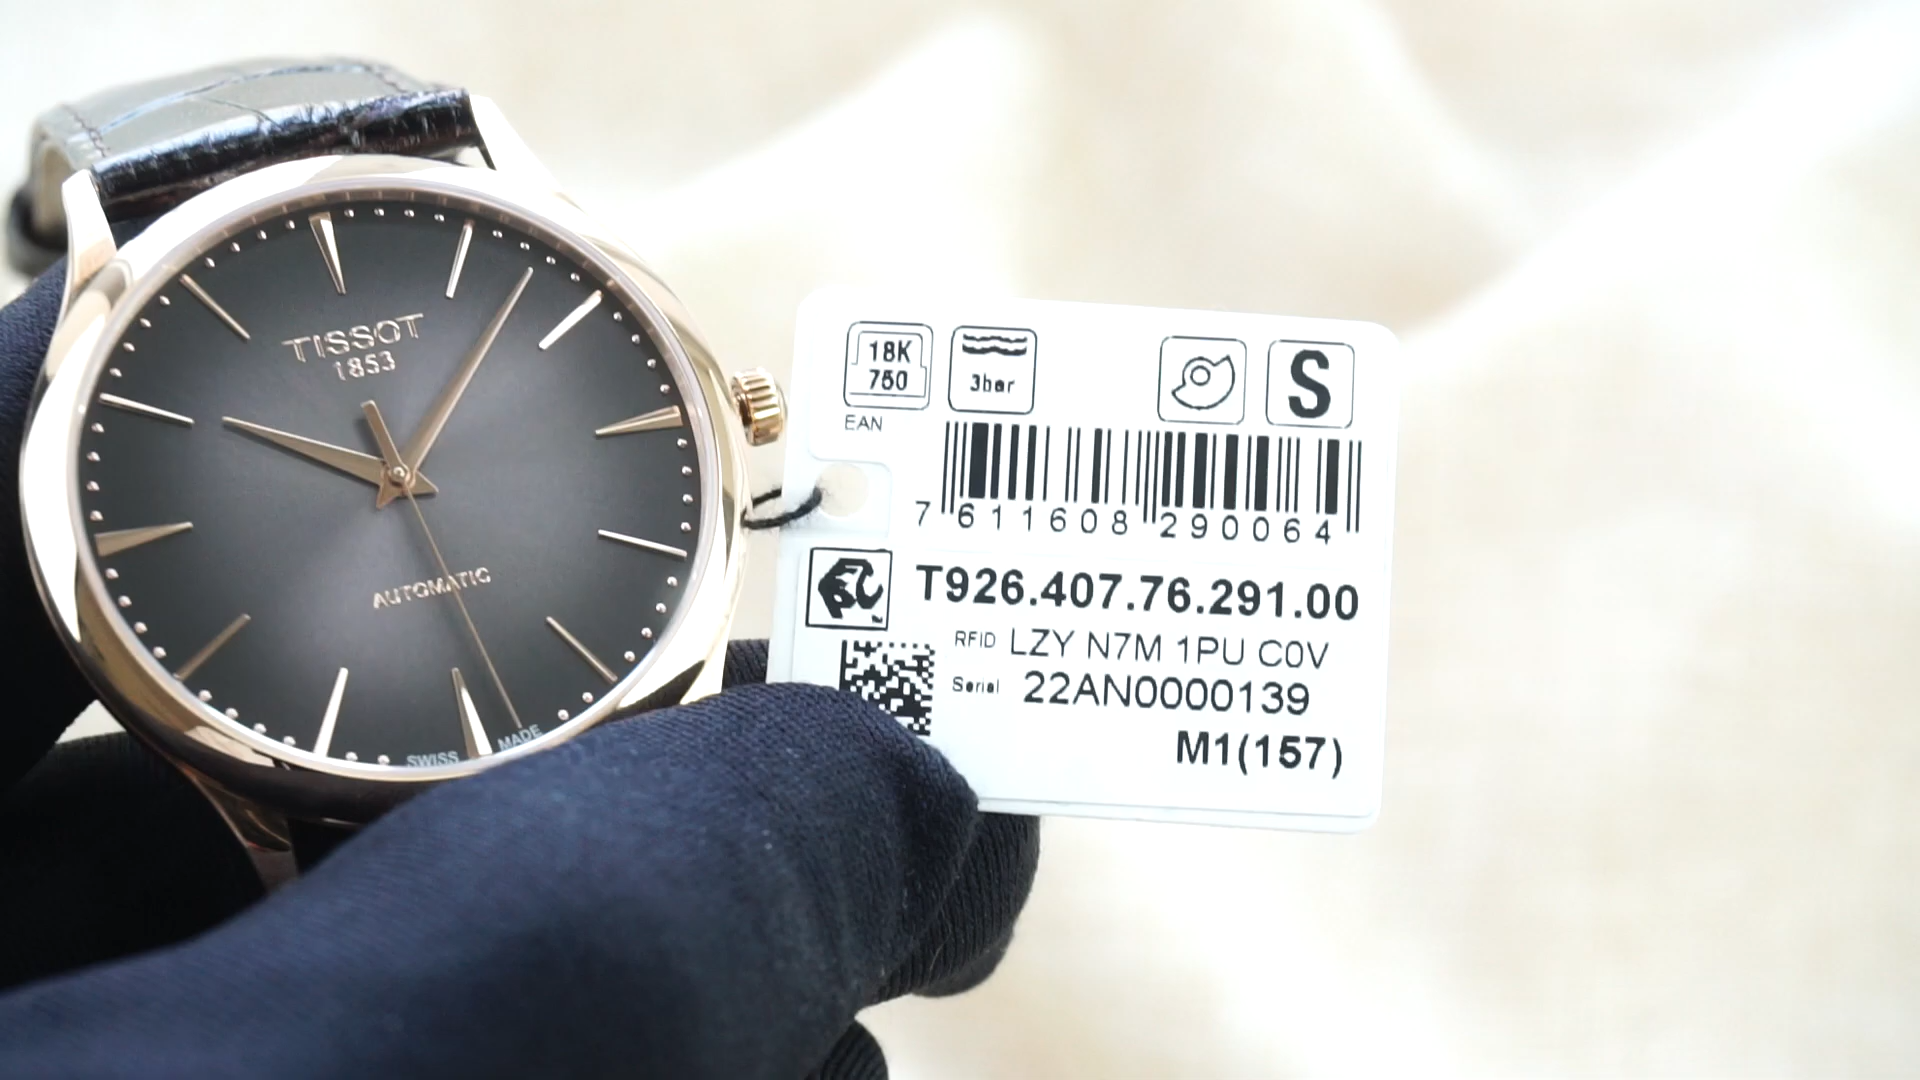 TISSOT
1853
AUTOMATIC
SWISS MADE
18K
750
3bar
S
EAN
7 611608 290064
T926.407.76.291.00
RFID LZY N7M 1PU C0V
Serial 22AN0000139
M1(157)